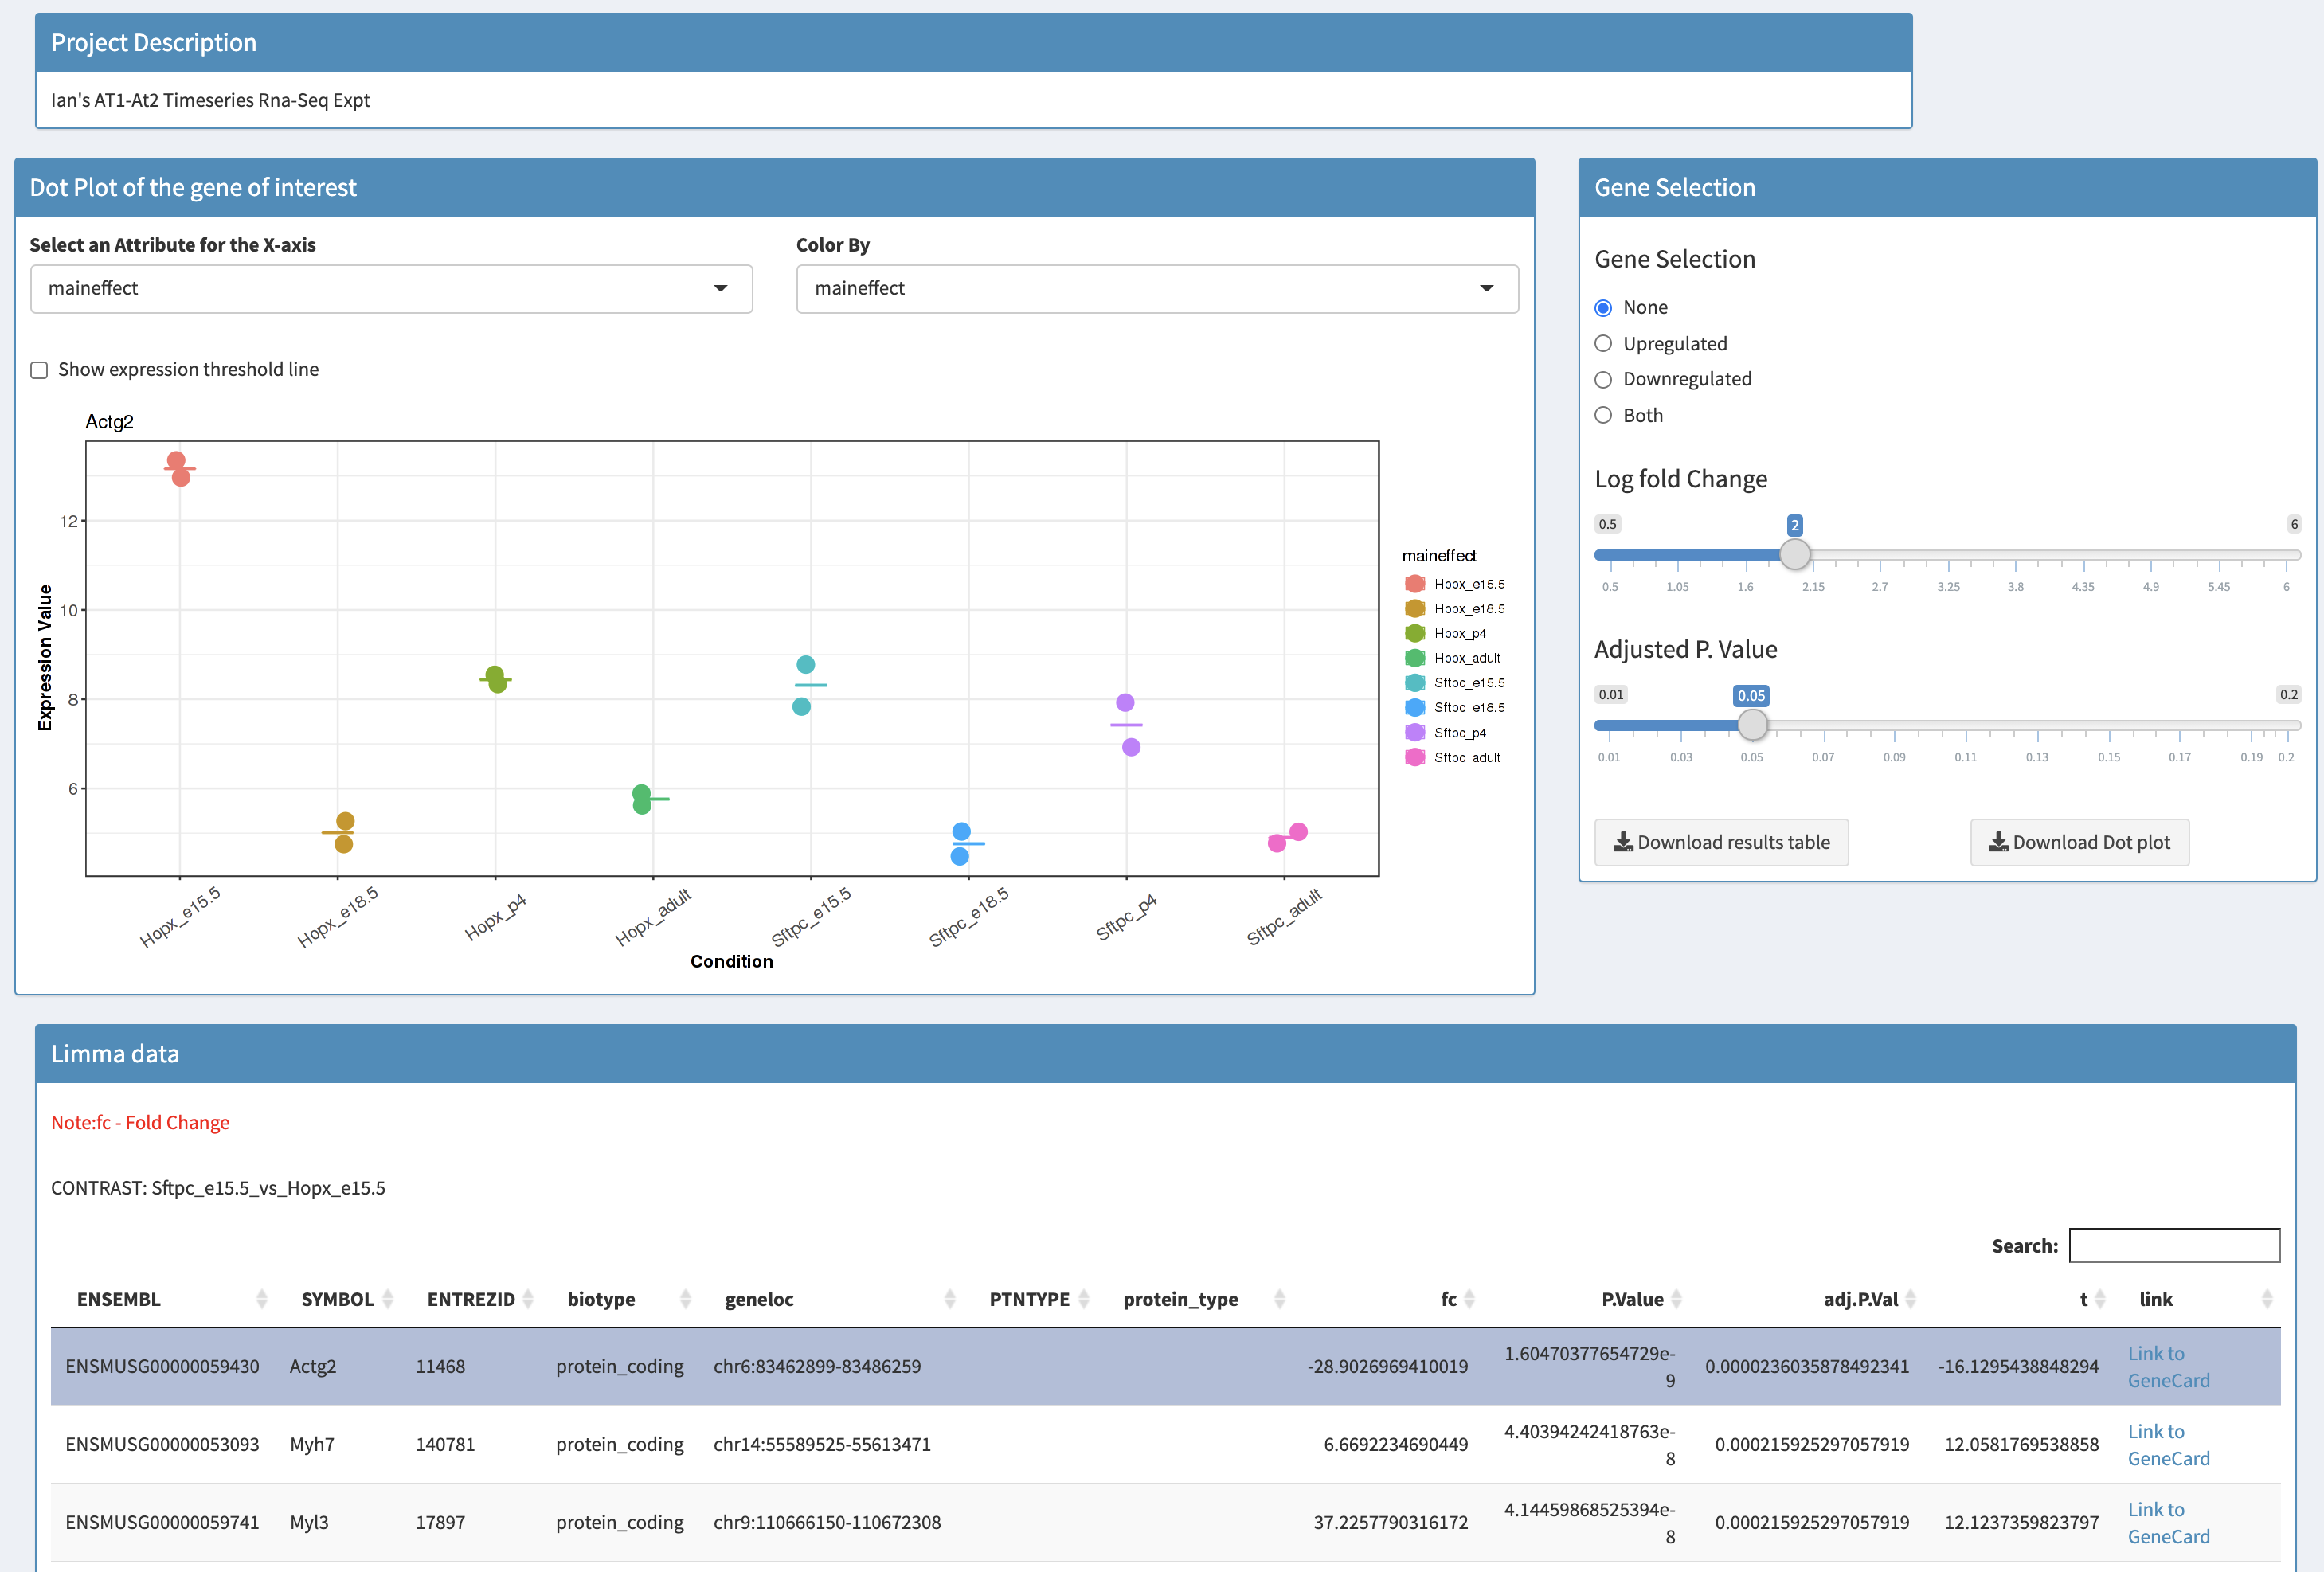 Project Description
Ian's AT1-At2 Timeseries Rna-Seq Expt
Dot Plot of the gene of interest
Select an Attribute for the X-axis
Color By
maineffect
maineffect
Show expression threshold line
Actg2
12
10
8
6
Expression Value
Hopx_e15.5
Hopx_e18.5
Hopx_p4
Hopx_adult
Sftpc_e15.5
Sftpc_e18.5
Sftpc_p4
Sftpc_adult
Condition
maineffect
Hopx_e15.5
Hopx_e18.5
Hopx_p4
Hopx_adult
Sftpc_e15.5
Sftpc_e18.5
Sftpc_p4
Sftpc_adult
Gene Selection
Gene Selection
None
Upregulated
Downregulated
Both
Log fold Change
0.5 2 6
0.5 1.05 1.6 2.15 2.7 3.25 3.8 4.35 4.9 5.45 6
Adjusted P. Value
0.01 0.05 0.2
0.01 0.03 0.05 0.07 0.09 0.11 0.13 0.15 0.17 0.19 0.2
Download results table
Download Dot plot
Limma data
Note:fc - Fold Change
CONTRAST: Sftpc_e15.5_vs_Hopx_e15.5
Search:
ENSEMBL SYMBOL ENTREZID biotype geneloc PTNTYPE protein_type fc P.Value adj.P.Val t link
ENSMUSG00000059430 Actg2 11468 protein_coding chr6:83462899-83486259 -28.9026969410019 1.60470377654729e-9 0.0000236035878492341 -16.1295438848294 Link to GeneCard
ENSMUSG00000053093 Myh7 140781 protein_coding chr14:55589525-55613471 6.6692234690449 4.40394242418763e-8 0.000215925297057919 12.0581769538858 Link to GeneCard
ENSMUSG00000059741 Myl3 17897 protein_coding chr9:110666150-110672308 37.2257790316172 4.14459868525394e-8 0.000215925297057919 12.1237359823797 Link to GeneCard